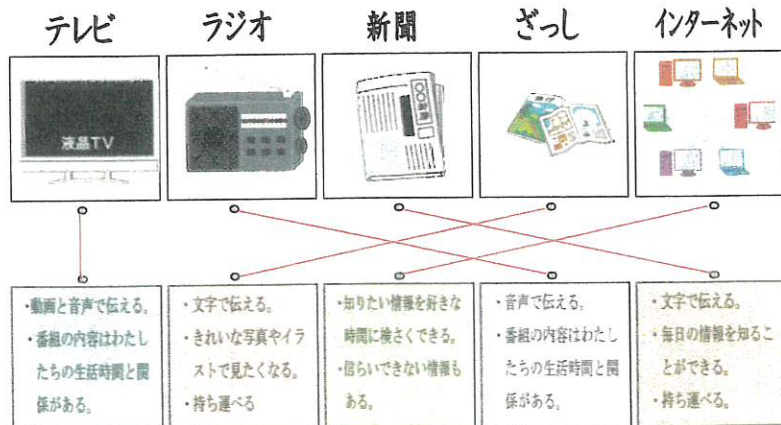 テレビ
ラジオ
新聞
ざっし
インターネット
液晶TV
・動画と音声で伝える。
・番組の内容はわたし
たちの生活時間と関
係がある。
・文字で伝える。
・きれいな写真やイラ
ストで見たくなる。
・持ち運べる
・知りたい情報を好きな
時間に検さくできる。
・信らいできない情報も
ある。
・音声で伝える。
・番組の内容はわたし
たちの生活時間と関
係がある。
・文字で伝える。
・毎日の情報を知るこ
とができる。
・持ち運べる。